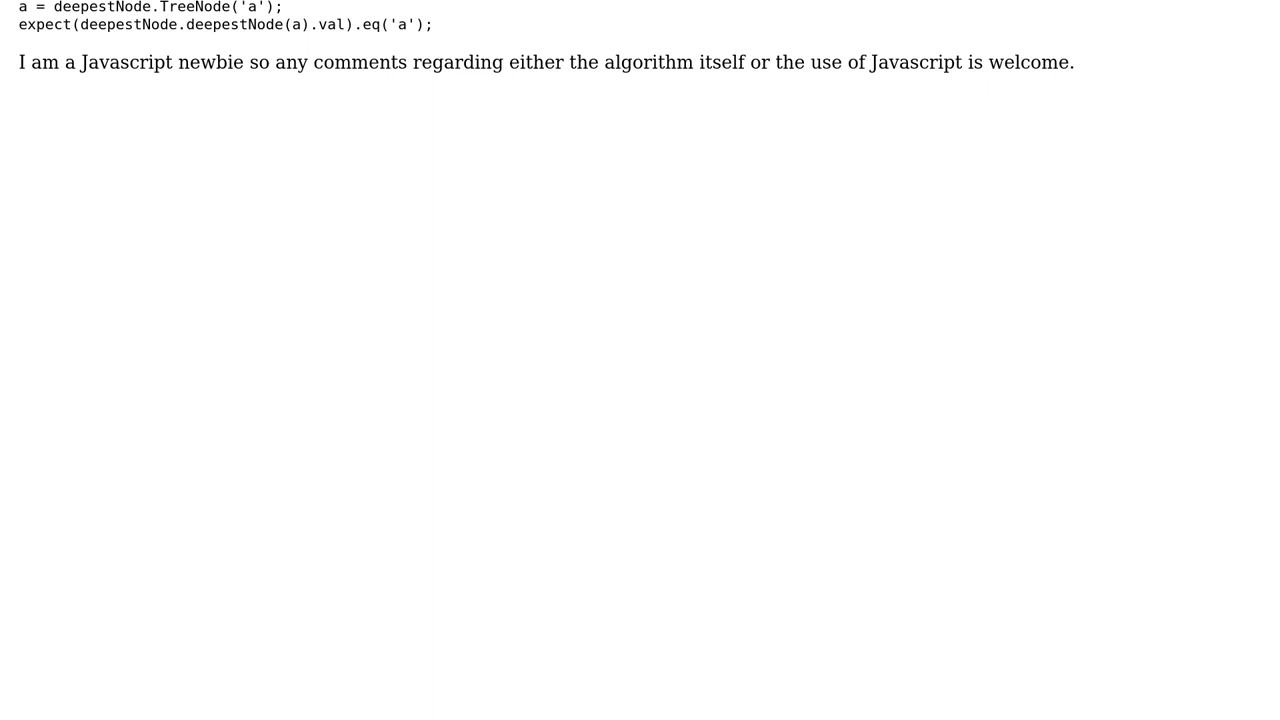 a = deepestNode.TreeNode('a');
expect(deepestNode.deepestNode(a).val).eq('a');
I am a Javascript newbie so any comments regarding either the algorithm itself or the use of Javascript is welcome.